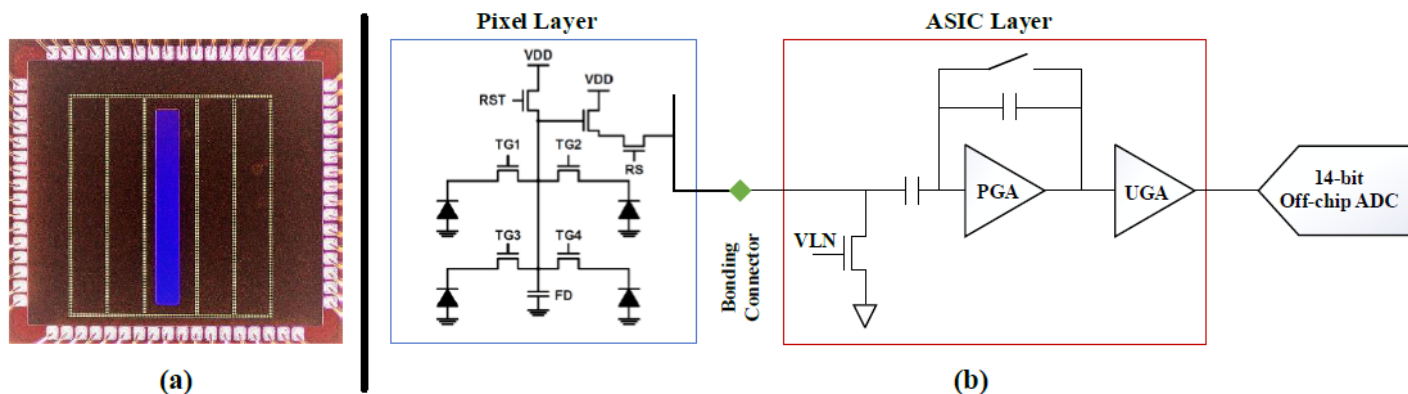 Pixel Layer
ASIC Layer
VDD
VDD
RST
TG1
TG2
RS
TG3
TG4
FD
Bonding
Connector
VLN
PGA
UGA
14-bit
Off-chip ADC
(a)
(b)